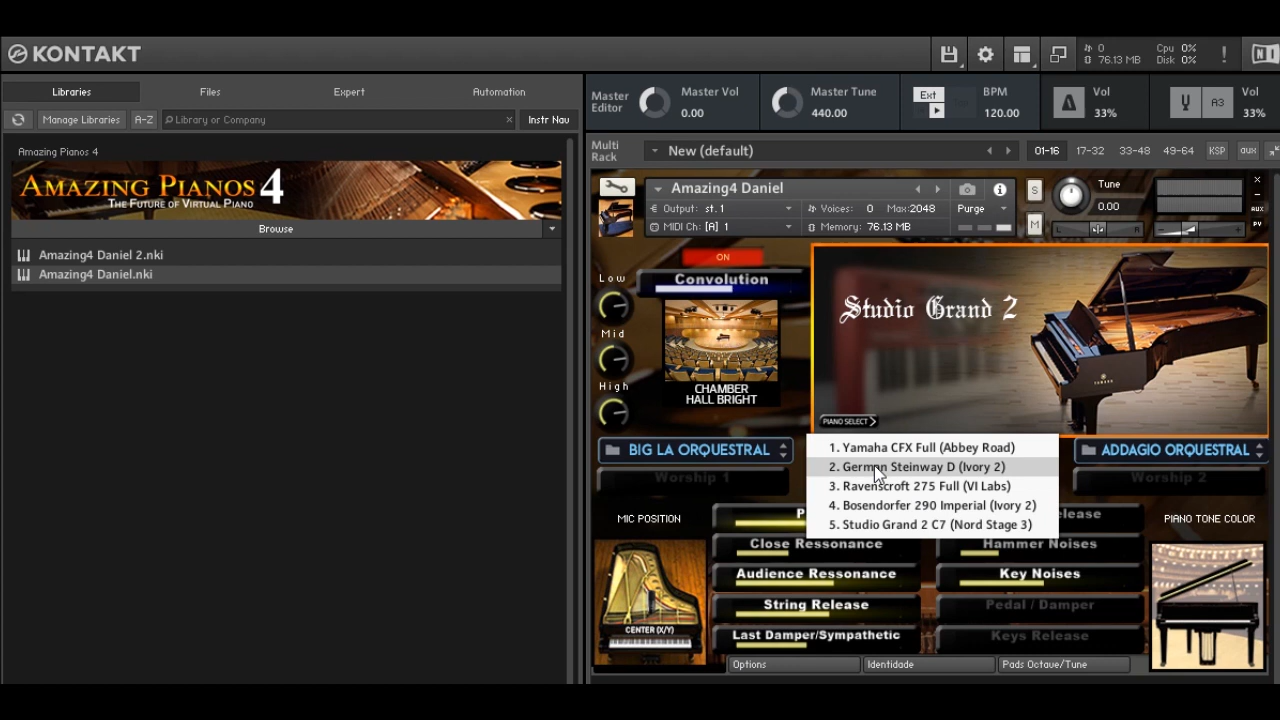 KONTAKT
0
76.13 MB
Cpu 0%
Disk 0%
!
Libraries
Files
Expert
Automation
Manage Libraries
A-Z
Library or Company
×
Instr Nav
Master Editor
Master Vol
0.00
Master Tune
440.00
Ext
BPM
120.00
Vol
33%
A3
Vol
33%
Multi Rack
New (default)
01-16
17-32
33-48
49-64
KSP
aux
Amazing Pianos 4
AMAZING PIANOS 4
THE FUTURE OF VIRTUAL PIANO
Browse
Amazing4 Daniel 2.nki
Amazing4 Daniel.nki
Amazing4 Daniel
Output: st.1
Voices: 0 Max: 2048
Purge
MIDI Ch: [A] 1
Memory: 76.13 MB
S
M
Tune
0.00
L
R
AUX
PV
ON
Convolution
Low
Mid
High
CHAMBER
HALL BRIGHT
Studio Grand 2
YAMAHA
PIANO SELECT
BIG LA ORQUESTRAL
Worship 1
ADDAGIO ORQUESTRAL
Worship 2
1. Yamaha CFX Full (Abbey Road)
2. German Steinway D (Ivory 2)
3. Ravenscroft 275 Full (VI Labs)
4. Bosendorfer 290 Imperial (Ivory 2)
5. Studio Grand 2 C7 (Nord Stage 3)
MIC POSITION
CENTER (X/Y)
Close Ressonance
Audience Ressonance
String Release
Last Damper/Sympathetic
Hammer Noises
Key Noises
Pedal / Damper
Keys Release
PIANO TONE COLOR
Options
Identidade
Pads Octave/Tune